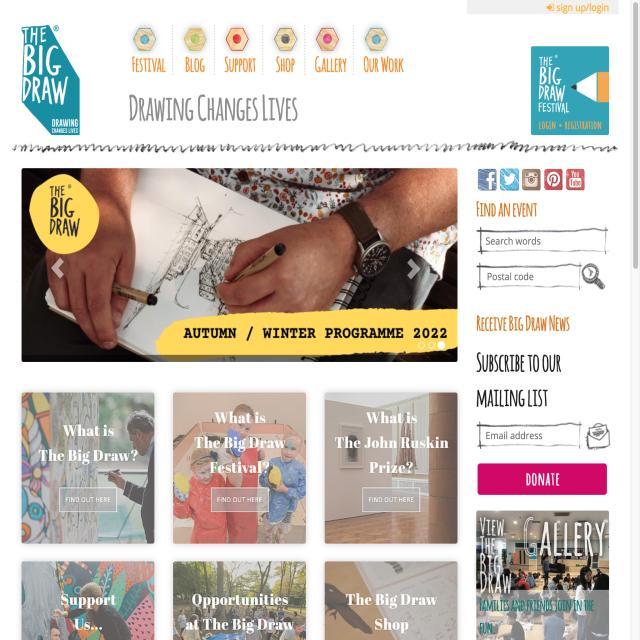 sign up/login
THE
BIG
DRAW
DRAWING
CHANGES LIVES
FESTIVAL
BLOG
SUPPORT
SHOP
GALLERY
OUR WORK
DRAWING CHANGES LIVES
THE
BIG
DRAW
FESTIVAL
LOGIN + REGISTRATION
THE
BIG
DRAW
AUTUMN / WINTER PROGRAMME 2022
FIND AN EVENT
Search words
Postal code
RECEIVE BIG DRAW NEWS
SUBSCRIBE TO OUR
MAILING LIST
Email address
DONATE
What is
The Big Draw?
FIND OUT HERE
What is
The Big Draw
Festival?
FIND OUT HERE
What is
The John Ruskin
Prize?
FIND OUT HERE
Support
Us...
Opportunities
at The Big Draw
The Big Draw
Shop
VIEW
THE
BIG
DRAW
GALLERY
FAMILIES AND FRIENDS JOIN IN THE
FUN
You
Tube